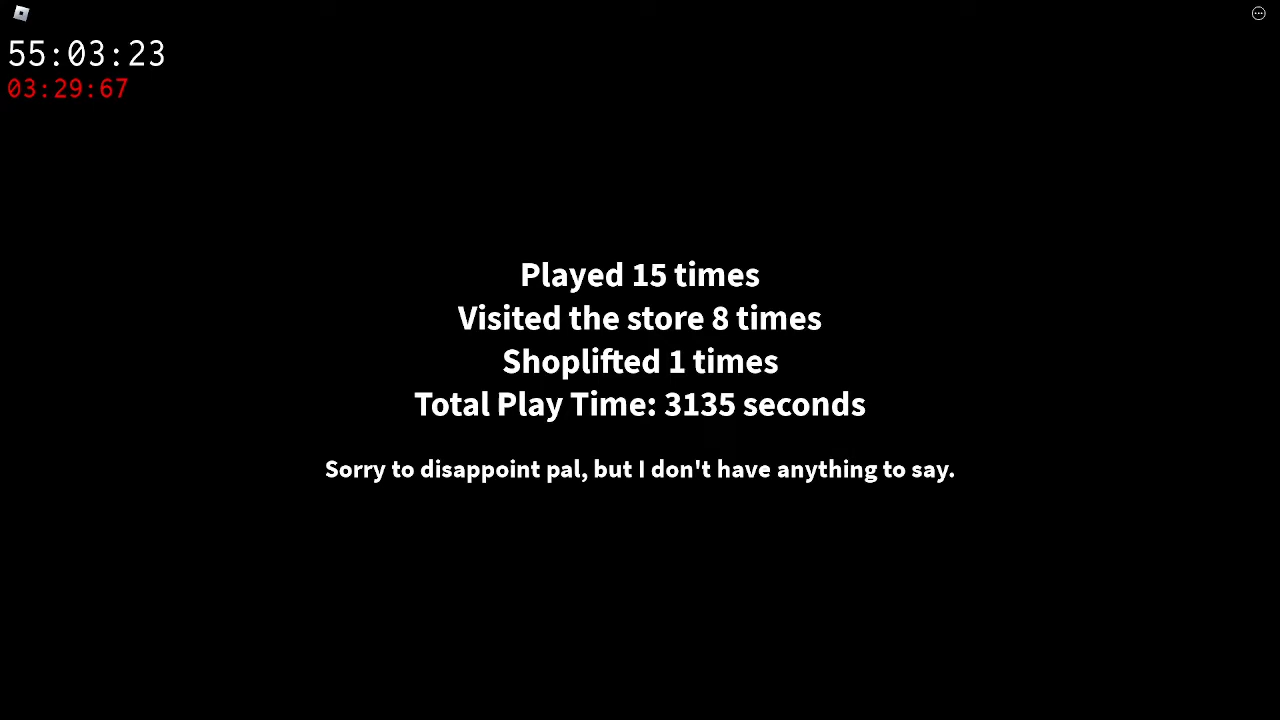 55:03:23
03:29:67
Played 15 times
Visited the store 8 times
Shoplifted 1 times
Total Play Time: 3135 seconds
Sorry to disappoint pal, but I don't have anything to say.